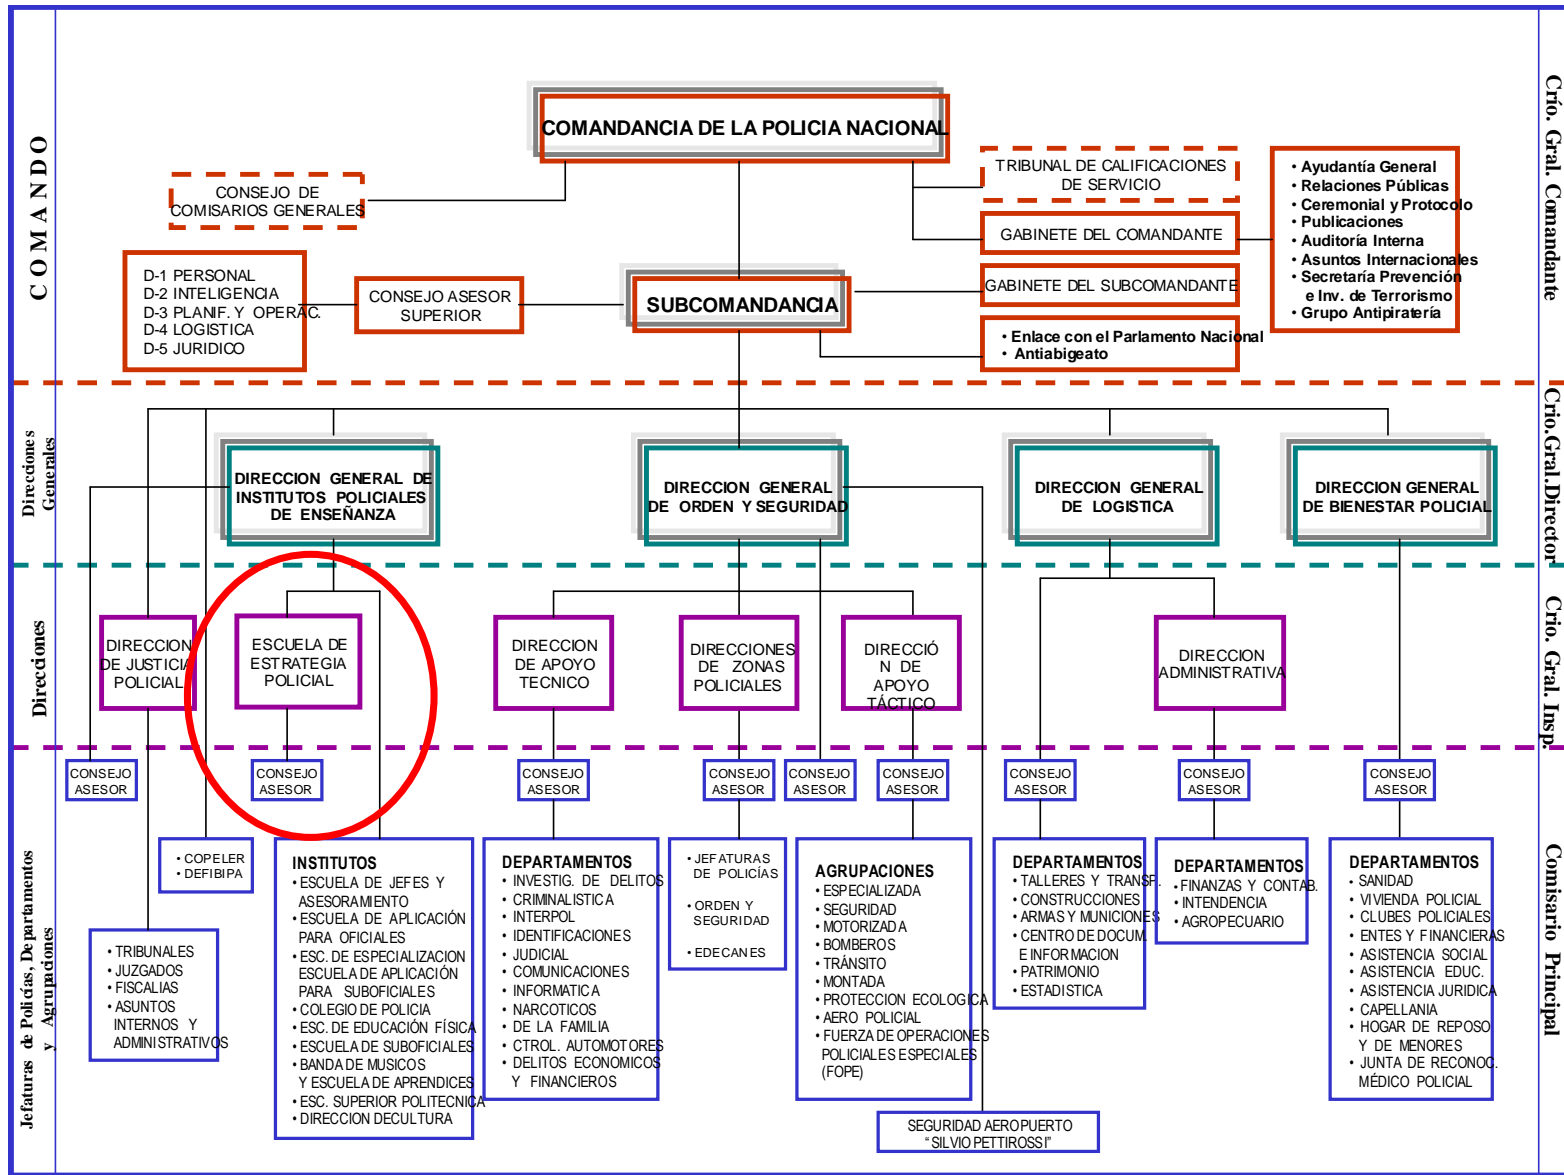 COMANDO
Crío. Gral. Comandante
COMANDANCIA DE LA POLICIA NACIONAL
CONSEJO DE
COMISARIOS GENERALES
TRIBUNAL DE CALIFICACIONES
DE SERVICIO
GABINETE DEL COMANDANTE
• Ayudantía General
• Relaciones Públicas
• Ceremonial y Protocolo
• Publicaciones
• Auditoría Interna
• Asuntos Internacionales
• Secretaría Prevención
e Inv. de Terrorismo
• Grupo Antipiratería
D-1 PERSONAL
D-2 INTELIGENCIA
D-3 PLANIF. Y OPERAC.
D-4 LOGISTICA
D-5 JURIDICO
CONSEJO ASESOR
SUPERIOR
SUBCOMANDANCIA
GABINETE DEL SUBCOMANDANTE
• Enlace con el Parlamento Nacional
• Antiabigeato
Direcciones
Generales
Crio.Gral.Director
DIRECCION GENERAL DE
INSTITUTOS POLICIALES
DE ENSEÑANZA
DIRECCION GENERAL
DE ORDEN Y SEGURIDAD
DIRECCION GENERAL
DE LOGISTICA
DIRECCION GENERAL
DE BIENESTAR POLICIAL
Direcciones
Crio. Gral. Insp.
DIRECCION
DE JUSTICIA
POLICIAL
ESCUELA DE
ESTRATEGIA
POLICIAL
DIRECCION
DE APOYO
TECNICO
DIRECCIONES
DE ZONAS
POLICIALES
DIRECCIÓ
N DE
APOYO
TÁCTICO
DIRECCION
ADMINISTRATIVA
Jefaturas de Policías, Departamentos
y Agrupaciones
Comisario Principal
CONSEJO
ASESOR
CONSEJO
ASESOR
CONSEJO
ASESOR
CONSEJO
ASESOR
CONSEJO
ASESOR
CONSEJO
ASESOR
CONSEJO
ASESOR
CONSEJO
ASESOR
CONSEJO
ASESOR
• TRIBUNALES
• JUZGADOS
• FISCALIAS
• ASUNTOS
INTERNOS Y
ADMINISTRATIVOS
• COPELER
• DEFIBIPA
INSTITUTOS
• ESCUELA DE JEFES Y
ASESORAMIENTO
• ESCUELA DE APLICACIÓN
PARA OFICIALES
• ESC. DE ESPECIALIZACION
ESCUELA DE APLICACIÓN
PARA SUBOFICIALES
• COLEGIO DE POLICIA
• ESC. DE EDUCACIÓN FÍSICA
• ESCUELA DE SUBOFICIALES
• BANDA DE MUSICOS
Y ESCUELA DE APRENDICES
• ESC. SUPERIOR POLITECNICA
• DIRECCION DECULTURA
DEPARTAMENTOS
• INVESTIG. DE DELITOS
• CRIMINALISTICA
• INTERPOL
• IDENTIFICACIONES
• JUDICIAL
• COMUNICACIONES
• INFORMATICA
• NARCOTICOS
• DE LA FAMILIA
• CTROL. AUTOMOTORES
• DELITOS ECONOMICOS
Y FINANCIEROS
• JEFATURAS
DE POLICÍAS
• ORDEN Y
SEGURIDAD
• EDECANES
AGRUPACIONES
• ESPECIALIZADA
• SEGURIDAD
• MOTORIZADA
• BOMBEROS
• TRÁNSITO
• MONTADA
• PROTECCION ECOLOGICA
• AERO POLICIAL
• FUERZA DE OPERACIONES
POLICIALES ESPECIALES
(FOPE)
SEGURIDAD AEROPUERTO
“SILVIO PETTIROSSI”
DEPARTAMENTOS
• TALLERES Y TRANSP.
• CONSTRUCCIONES
• ARMAS Y MUNICIONES
• CENTRO DE DOCUM.
E INFORMACION
• PATRIMONIO
• ESTADISTICA
DEPARTAMENTOS
• FINANZAS Y CONTAB.
• INTENDENCIA
• AGROPECUARIO
DEPARTAMENTOS
• SANIDAD
• VIVIENDA POLICIAL
• CLUBES POLICIALES
• ENTES Y FINANCIERAS
• ASISTENCIA SOCIAL
• ASISTENCIA EDUC.
• ASISTENCIA JURIDICA
• CAPELLANIA
• HOGAR DE REPOSO
Y DE MENORES
• JUNTA DE RECONOC.
MÉDICO POLICIAL